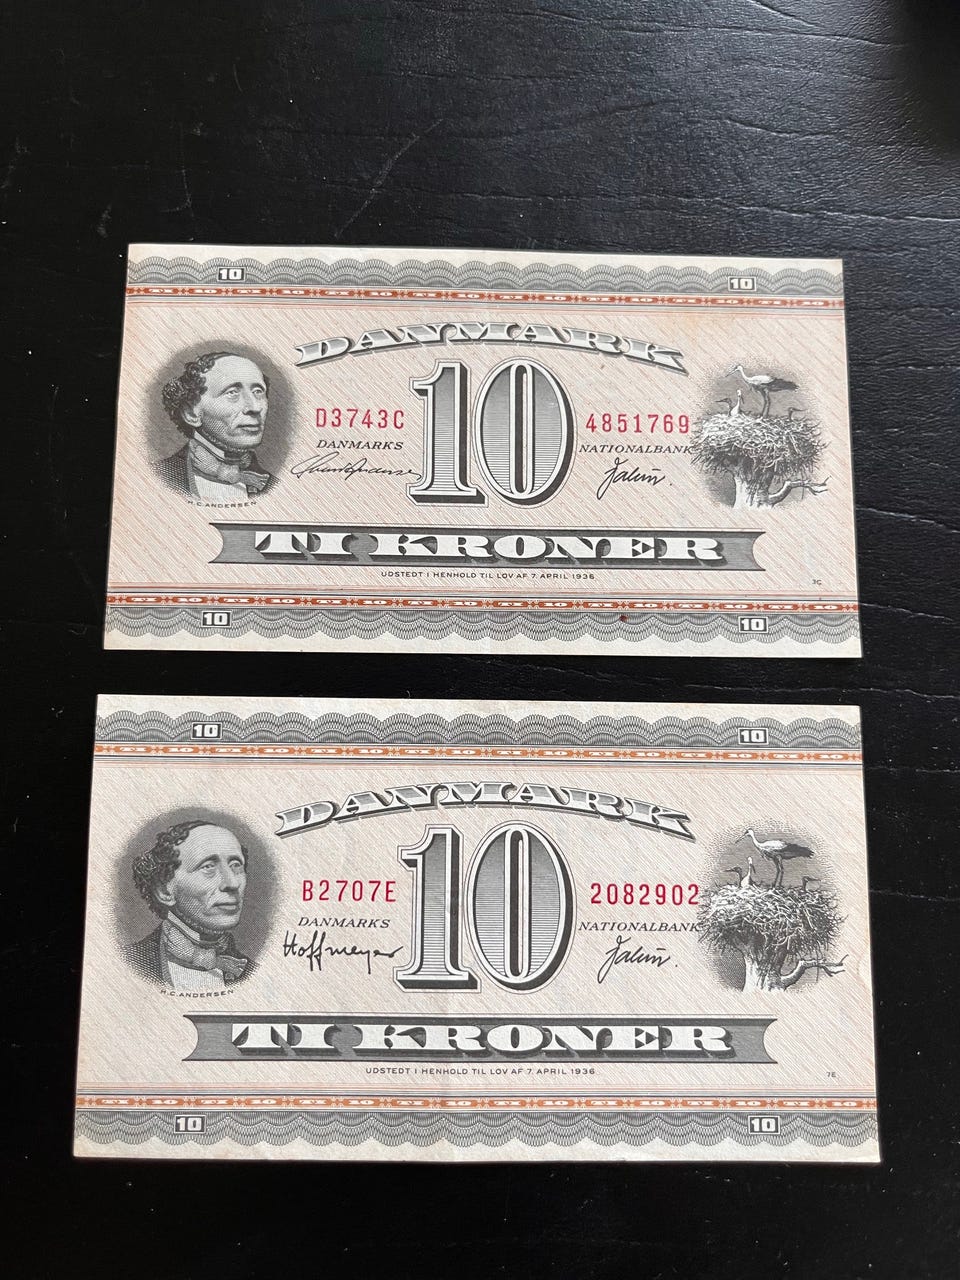 10 10
DANMARK
10
D3743C 4851769
DANMARKS NATIONALBANK
Jalun.
H.C. ANDERSEN
TI KRONER
UDSTEDT I HENHOLD TIL LOV AF 7. APRIL 1936
3C
10 10
10 10
DANMARK
10
B2707E 2082902
DANMARKS NATIONALBANK
Hoffmeyer
H.C. ANDERSEN
TI KRONER
UDSTEDT I HENHOLD TIL LOV AF 7. APRIL 1936
7E
10 10